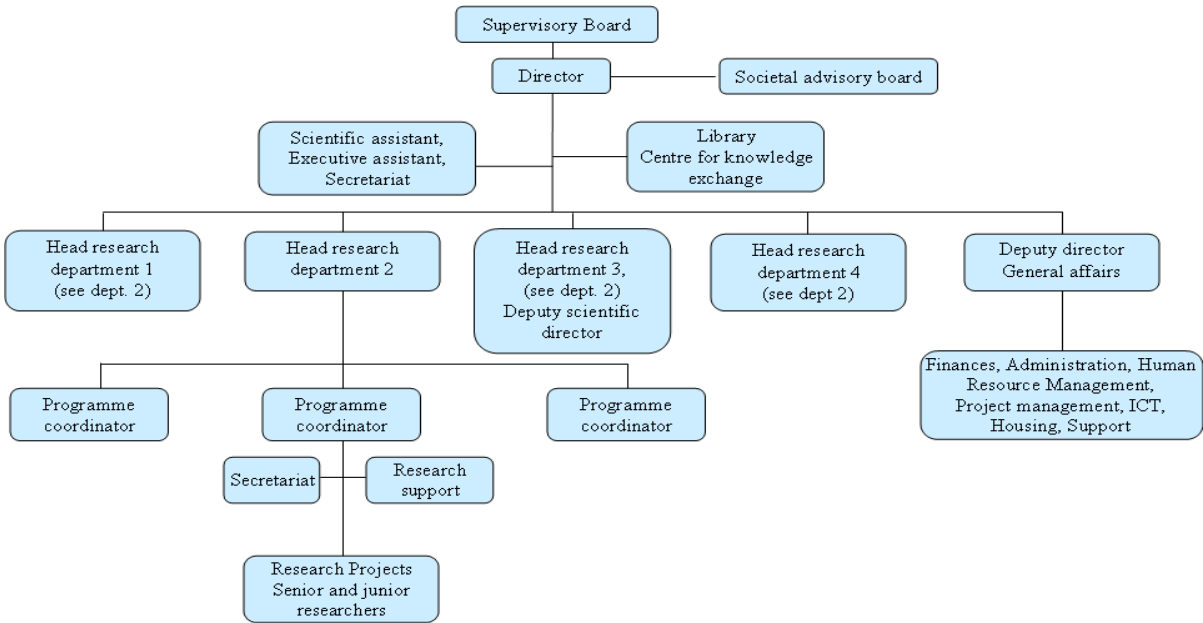 Supervisory Board
Director
Societal advisory board
Scientific assistant,
Executive assistant,
Secretariat
Library
Centre for knowledge
exchange
Head research
department 1
(see dept. 2)
Head research
department 2
Head research
department 3,
(see dept. 2)
Deputy scientific
director
Head research
department 4
(see dept 2)
Deputy director
General affairs
Finances, Administration, Human
Resource Management,
Project management, ICT,
Housing, Support
Programme
coordinator
Programme
coordinator
Programme
coordinator
Secretariat
Research
support
Research Projects
Senior and junior
researchers